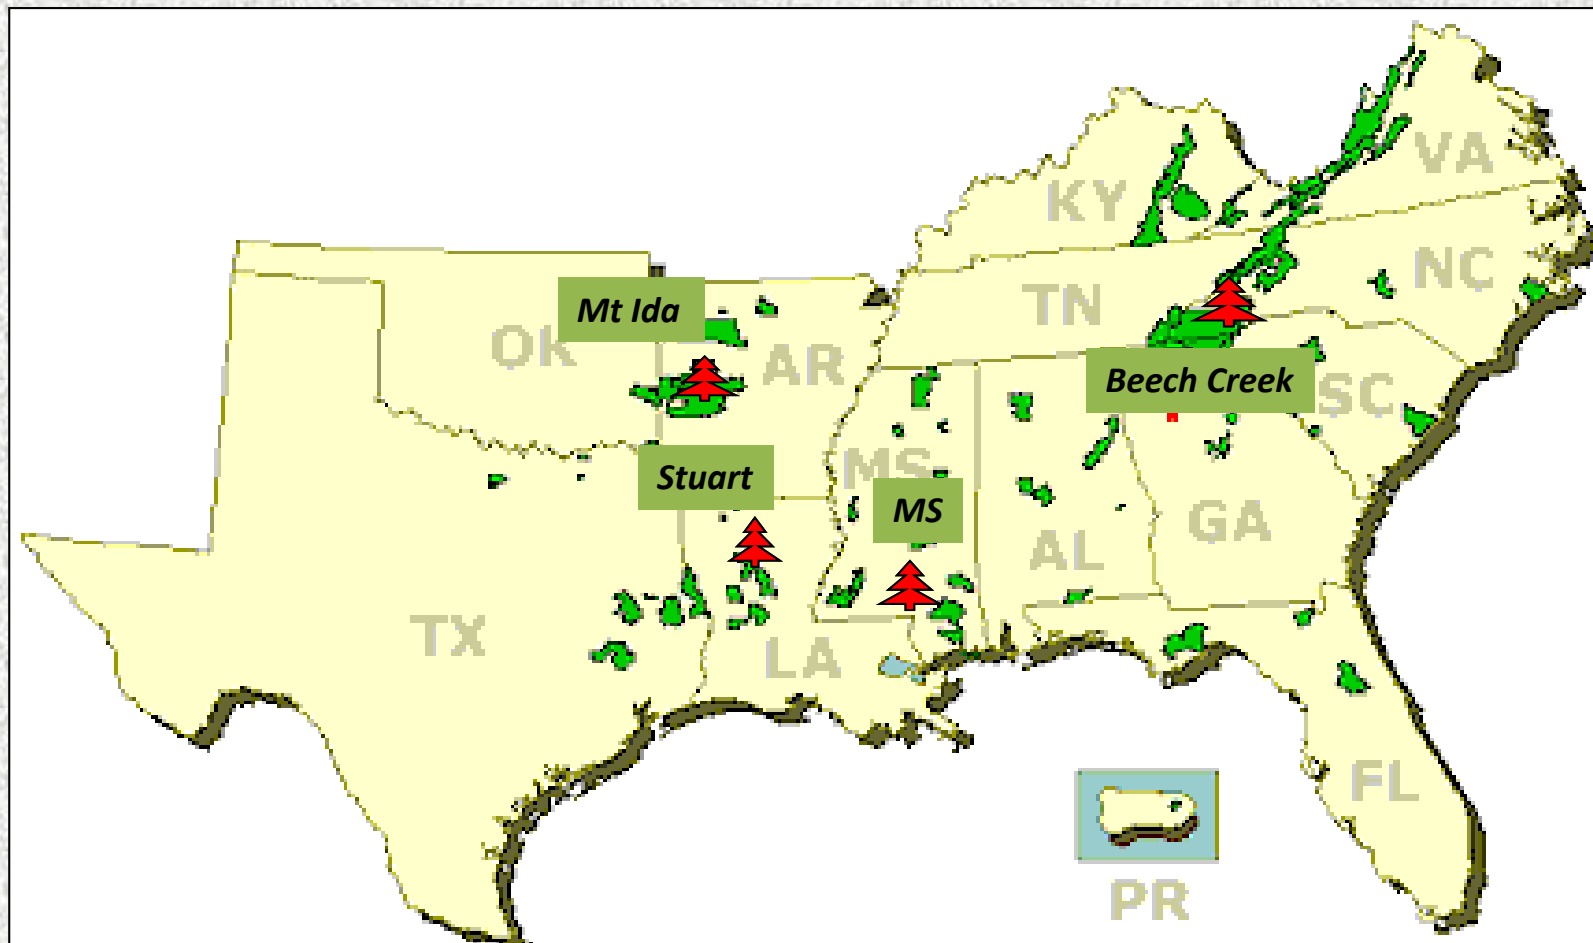 VA
KY
NC
Mt Ida
TN
OK
AR
Beech Creek
SC
MS
Stuart
MS
GA
AL
TX
LA
FL
PR